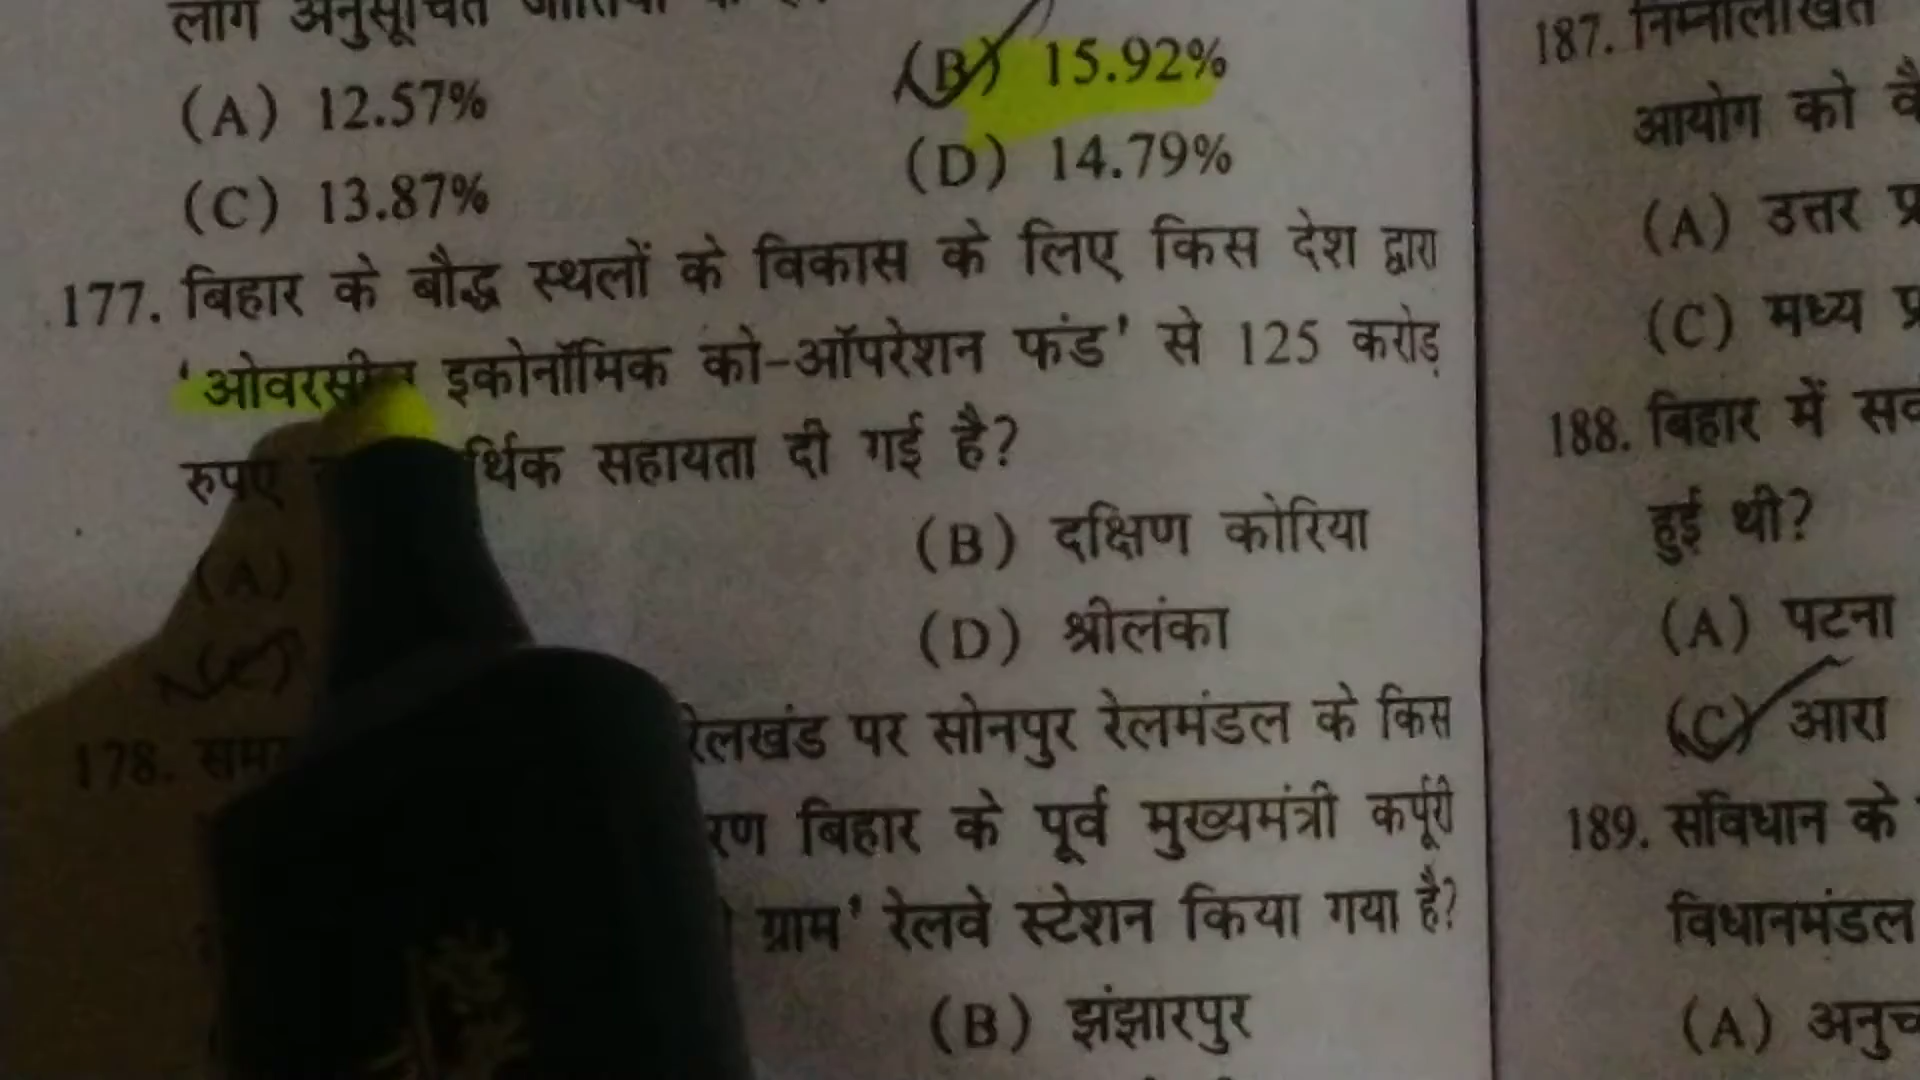 लोग अनुसूचित
(A) 12.57%
(B) 15.92%
(C) 13.87%
(D) 14.79%
177. बिहार के बौद्ध स्थलों के विकास के लिए किस देश द्वारा
'ओवरसीज इकोनॉमिक को-ऑपरेशन फंड' से 125 करोड़
रुपए र्थिक सहायता दी गई है?
(A)
(B) दक्षिण कोरिया
(C)
(D) श्रीलंका
178. सम रेलखंड पर सोनपुर रेलमंडल के किस
रण बिहार के पूर्व मुख्यमंत्री कर्पूरी
ग्राम' रेलवे स्टेशन किया गया है?
(B) झंझारपुर
187. निम्नलिखित
आयोग को
(A) उत्तर प्र
(C) मध्य प्र
188. बिहार में सव
हुई थी?
(A) पटना
(C) आरा
189. संविधान के
विधानमंडल
(A) अनुच